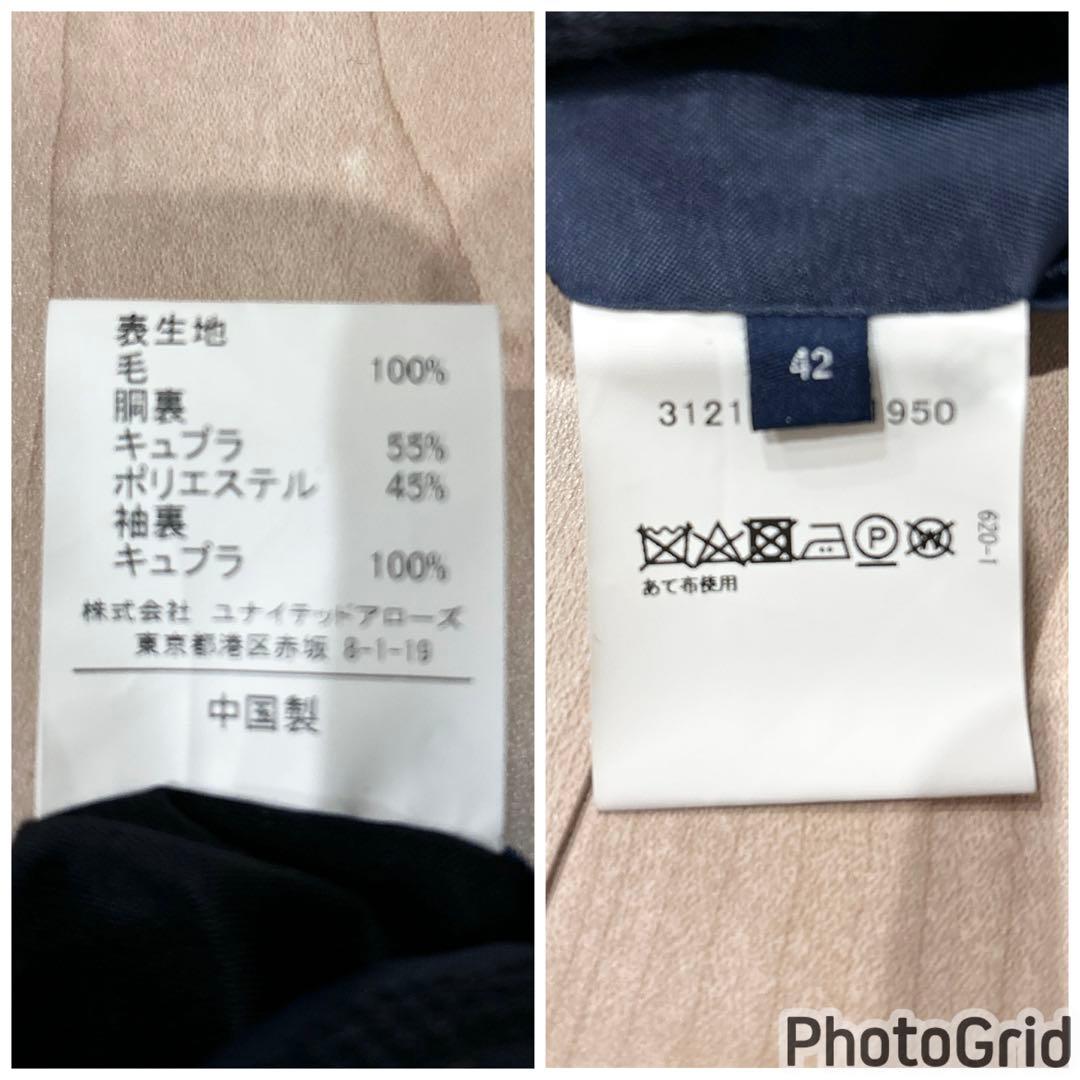 表生地
毛 100%
胴裏
キュプラ 55%
ポリエステル 45%
袖裏
キュプラ 100%
株式会社 ユナイテッドアローズ
東京都港区赤坂 8-1-19
中国製
42
3121 950
620-1
P
W
あて布使用
PhotoGrid